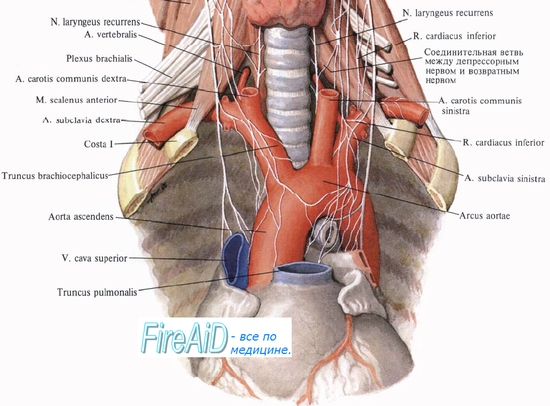 N. laryngeus recurrens
A. vertebralis
Plexus brachialis
A. carotis communis dextra
M. scalenus anterior
A. subclavia dextra
Costa I
Truncus brachiocephalicus
Aorta ascendens
V. cava superior
Truncus pulmonalis
N. laryngeus recurrens
R. cardiacus inferior
Соединительная ветвь
между депрессорным
нервом и возвратным
нервом
A. carotis communis
sinistra
R. cardiacus inferior
A. subclavia sinistra
Arcus aortae
FireAiD - все по
медицине.